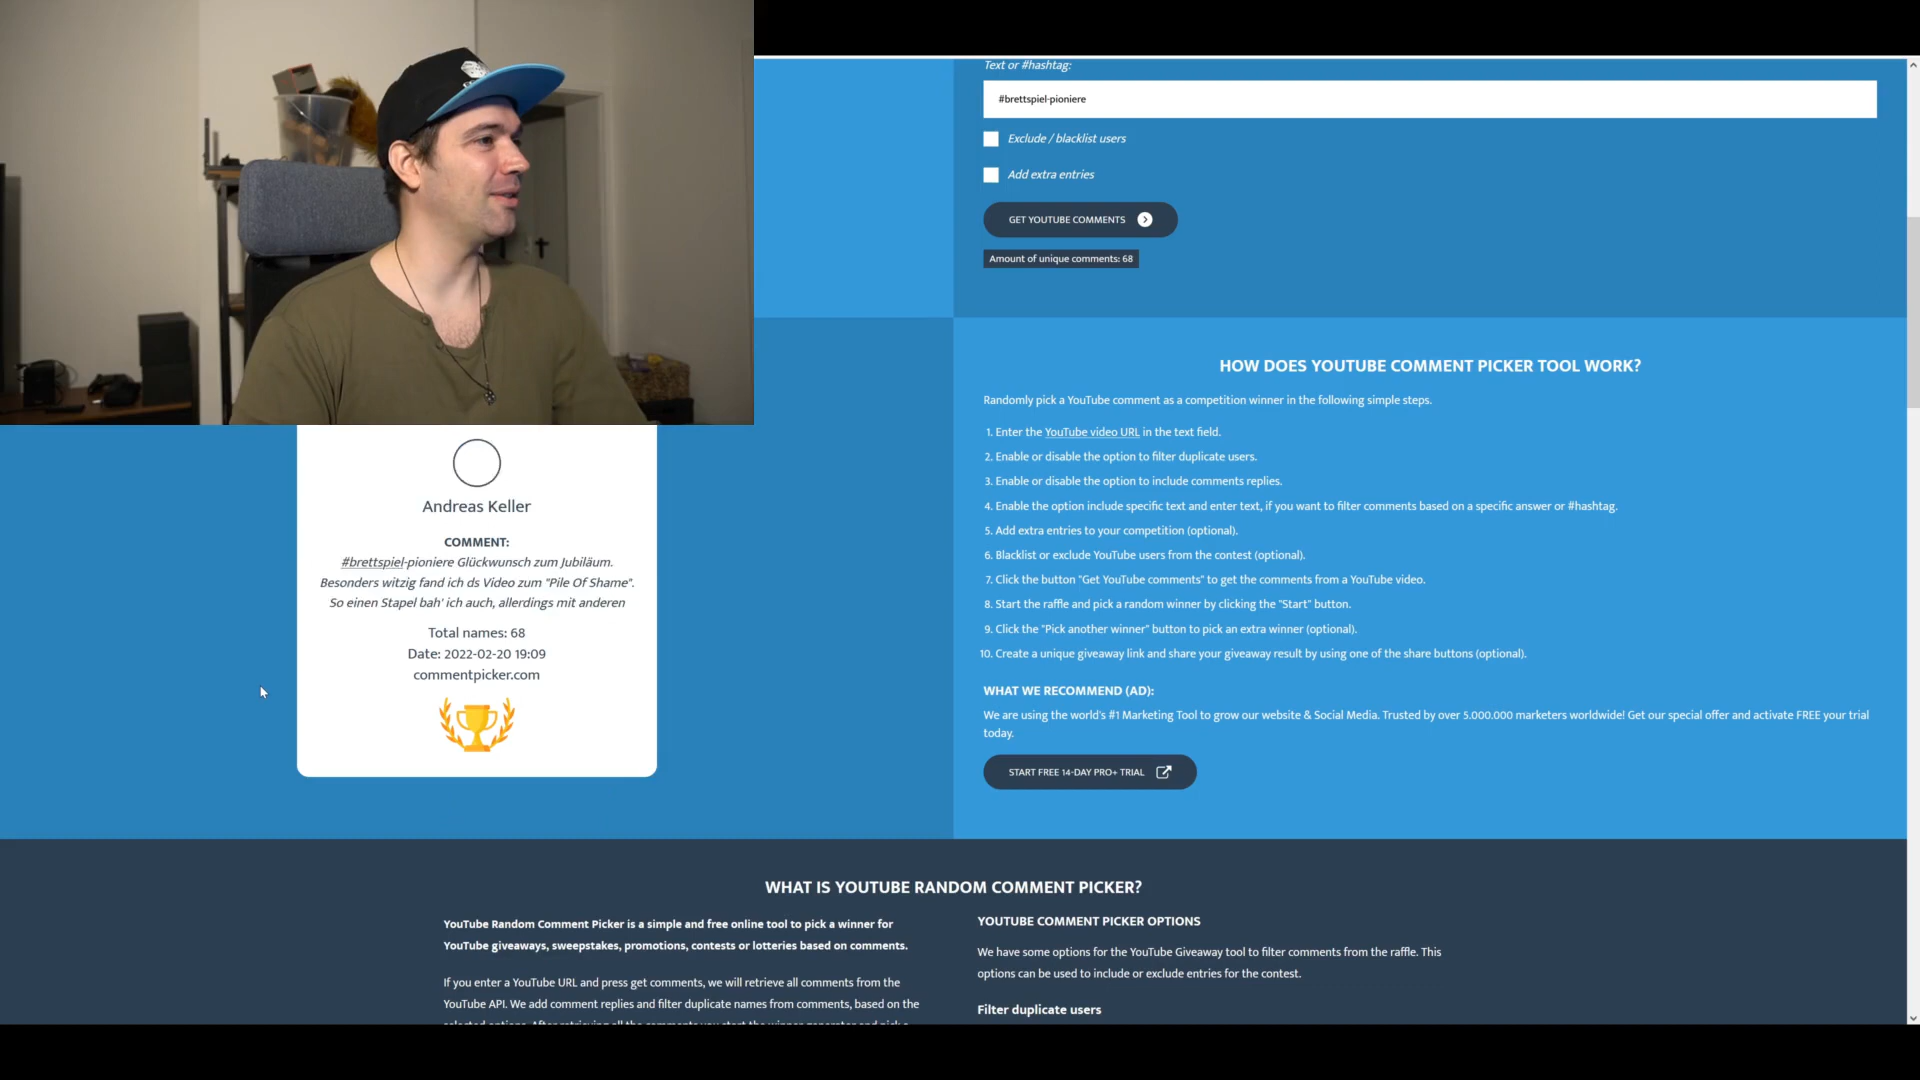 Text or #hashtag:
#brettspiel-pioniere
Exclude / blacklist users
Add extra entries
GET YOUTUBE COMMENTS
Amount of unique comments: 68
Andreas Keller
COMMENT:
#brettspiel-pioniere Glückwunsch zum Jubiläum.
Besonders witzig fand ich ds Video zum "Pile Of Shame".
So einen Stapel bah' ich auch, allerdings mit anderen
Total names: 68
Date: 2022-02-20 19:09
commentpicker.com
HOW DOES YOUTUBE COMMENT PICKER TOOL WORK?
Randomly pick a YouTube comment as a competition winner in the following simple steps.
1. Enter the YouTube video URL in the text field.
2. Enable or disable the option to filter duplicate users.
3. Enable or disable the option to include comments replies.
4. Enable the option include specific text and enter text, if you want to filter comments based on a specific answer or #hashtag.
5. Add extra entries to your competition (optional).
6. Blacklist or exclude YouTube users from the contest (optional).
7. Click the button "Get YouTube comments" to get the comments from a YouTube video.
8. Start the raffle and pick a random winner by clicking the "Start" button.
9. Click the "Pick another winner" button to pick an extra winner (optional).
10. Create a unique giveaway link and share your giveaway result by using one of the share buttons (optional).
WHAT WE RECOMMEND (AD):
We are using the world's #1 Marketing Tool to grow our website & Social Media. Trusted by over 5.000.000 marketers worldwide! Get our special offer and activate FREE your trial
today.
START FREE 14-DAY PRO+ TRIAL
WHAT IS YOUTUBE RANDOM COMMENT PICKER?
YouTube Random Comment Picker is a simple and free online tool to pick a winner for
YouTube giveaways, sweepstakes, promotions, contests or lotteries based on comments.
If you enter a YouTube URL and press get comments, we will retrieve all comments from the
YouTube API. We add comment replies and filter duplicate names from comments, based on the
YOUTUBE COMMENT PICKER OPTIONS
We have some options for the YouTube Giveaway tool to filter comments from the raffle. This
options can be used to include or exclude entries for the contest.
Filter duplicate users